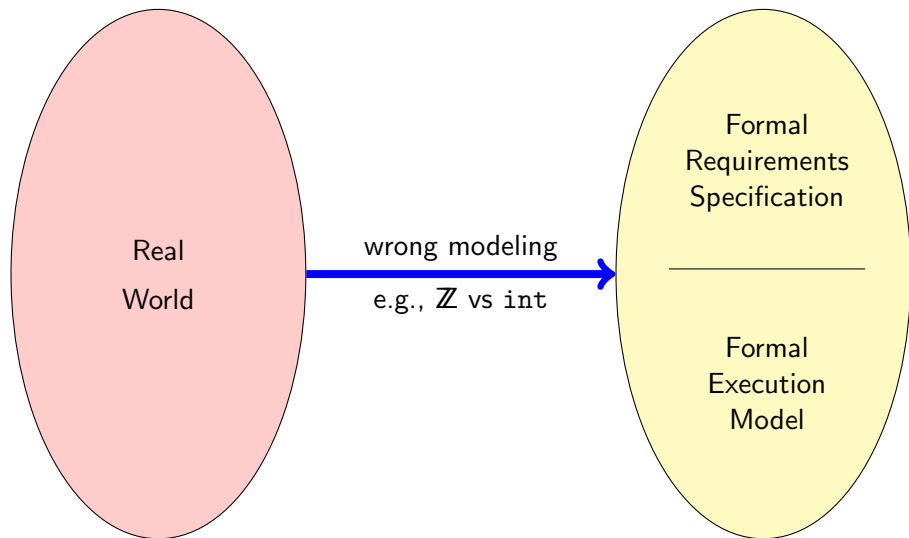 Real
World
wrong modeling
e.g., ℤ vs int
Formal
Requirements
Specification
Formal
Execution
Model